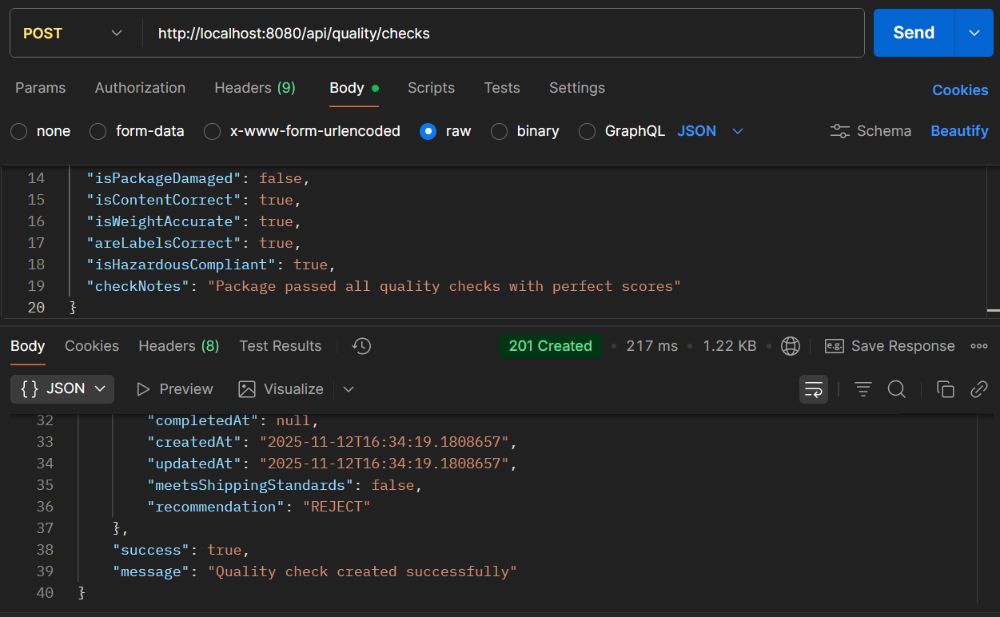 POST http://localhost:8080/api/quality/checks Send
Params Authorization Headers (9) Body Scripts Tests Settings Cookies
none form-data x-www-form-urlencoded raw binary GraphQL JSON Schema Beautify
14 "isPackageDamaged": false,
15 "isContentCorrect": true,
16 "isWeightAccurate": true,
17 "areLabelsCorrect": true,
18 "isHazardousCompliant": true,
19 "checkNotes": "Package passed all quality checks with perfect scores"
20 }
Body Cookies Headers (8) Test Results 201 Created • 217 ms • 1.22 KB • e.g. Save Response
{} JSON Preview Visualize
32 "completedAt": null,
33 "createdAt": "2025-11-12T16:34:19.1808657",
34 "updatedAt": "2025-11-12T16:34:19.1808657",
35 "meetsShippingStandards": false,
36 "recommendation": "REJECT"
37 },
38 "success": true,
39 "message": "Quality check created successfully"
40 }